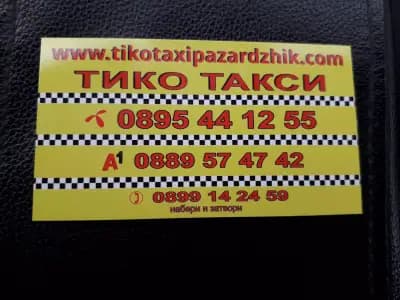 www.tikotaxipazardzhik.com
ТИКО ТАКСИ
0895 44 12 55
A1 0889 57 47 42
0899 14 24 59
набери и затвори